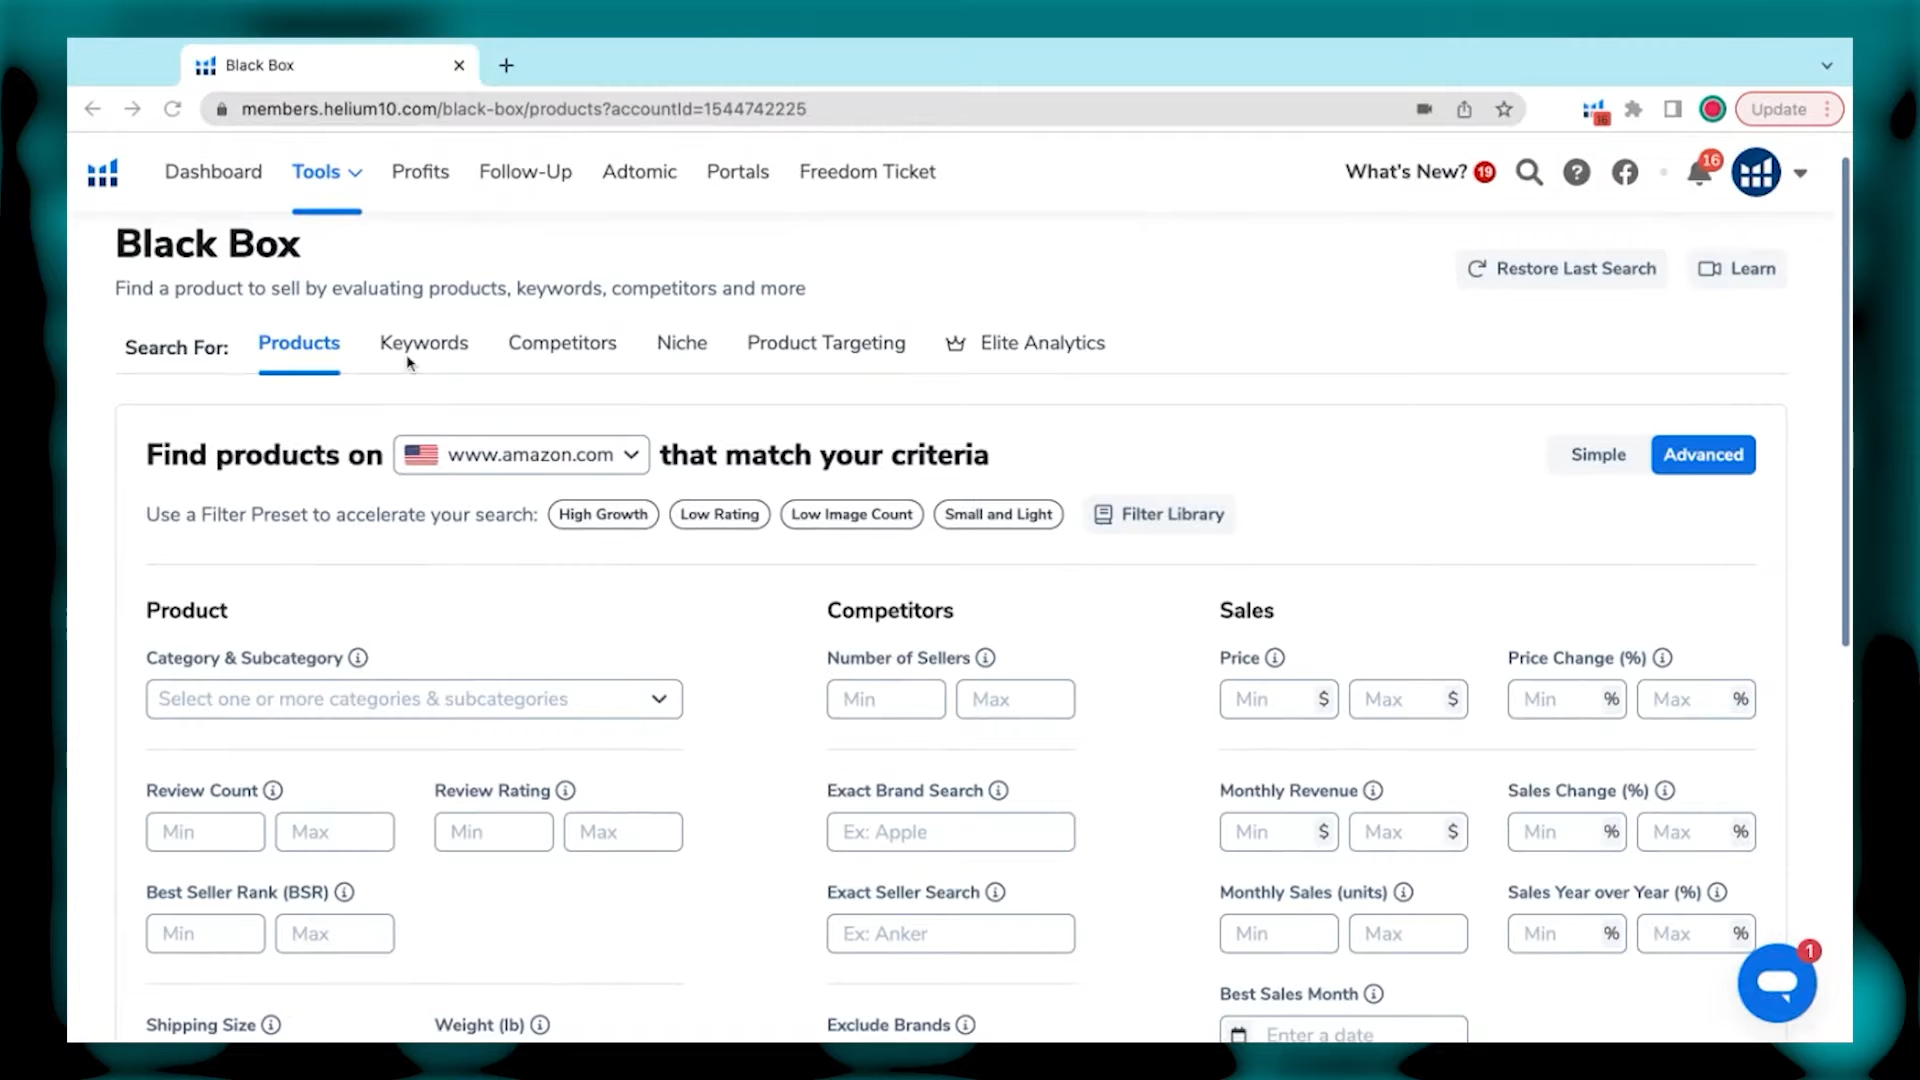 Black Box
members.helium10.com/black-box/products?accountId=1544742225
16
Update
Dashboard Tools Profits Follow-Up Adtomic Portals Freedom Ticket
What's New? 19
16
Black Box
Find a product to sell by evaluating products, keywords, competitors and more
Restore Last Search
Learn
Search For: Products Keywords Competitors Niche Product Targeting Elite Analytics
Find products on www.amazon.com that match your criteria
Simple Advanced
Use a Filter Preset to accelerate your search: High Growth Low Rating Low Image Count Small and Light Filter Library
Product
Category & Subcategory
Select one or more categories & subcategories
Review Count
Min Max
Review Rating
Min Max
Best Seller Rank (BSR)
Min Max
Shipping Size
Weight (lb)
Competitors
Number of Sellers
Min Max
Exact Brand Search
Ex: Apple
Exact Seller Search
Ex: Anker
Exclude Brands
Sales
Price
Min $ Max $
Price Change (%)
Min % Max %
Monthly Revenue
Min $ Max $
Sales Change (%)
Min % Max %
Monthly Sales (units)
Min Max
Sales Year over Year (%)
Min % Max %
Best Sales Month
Enter a date
1